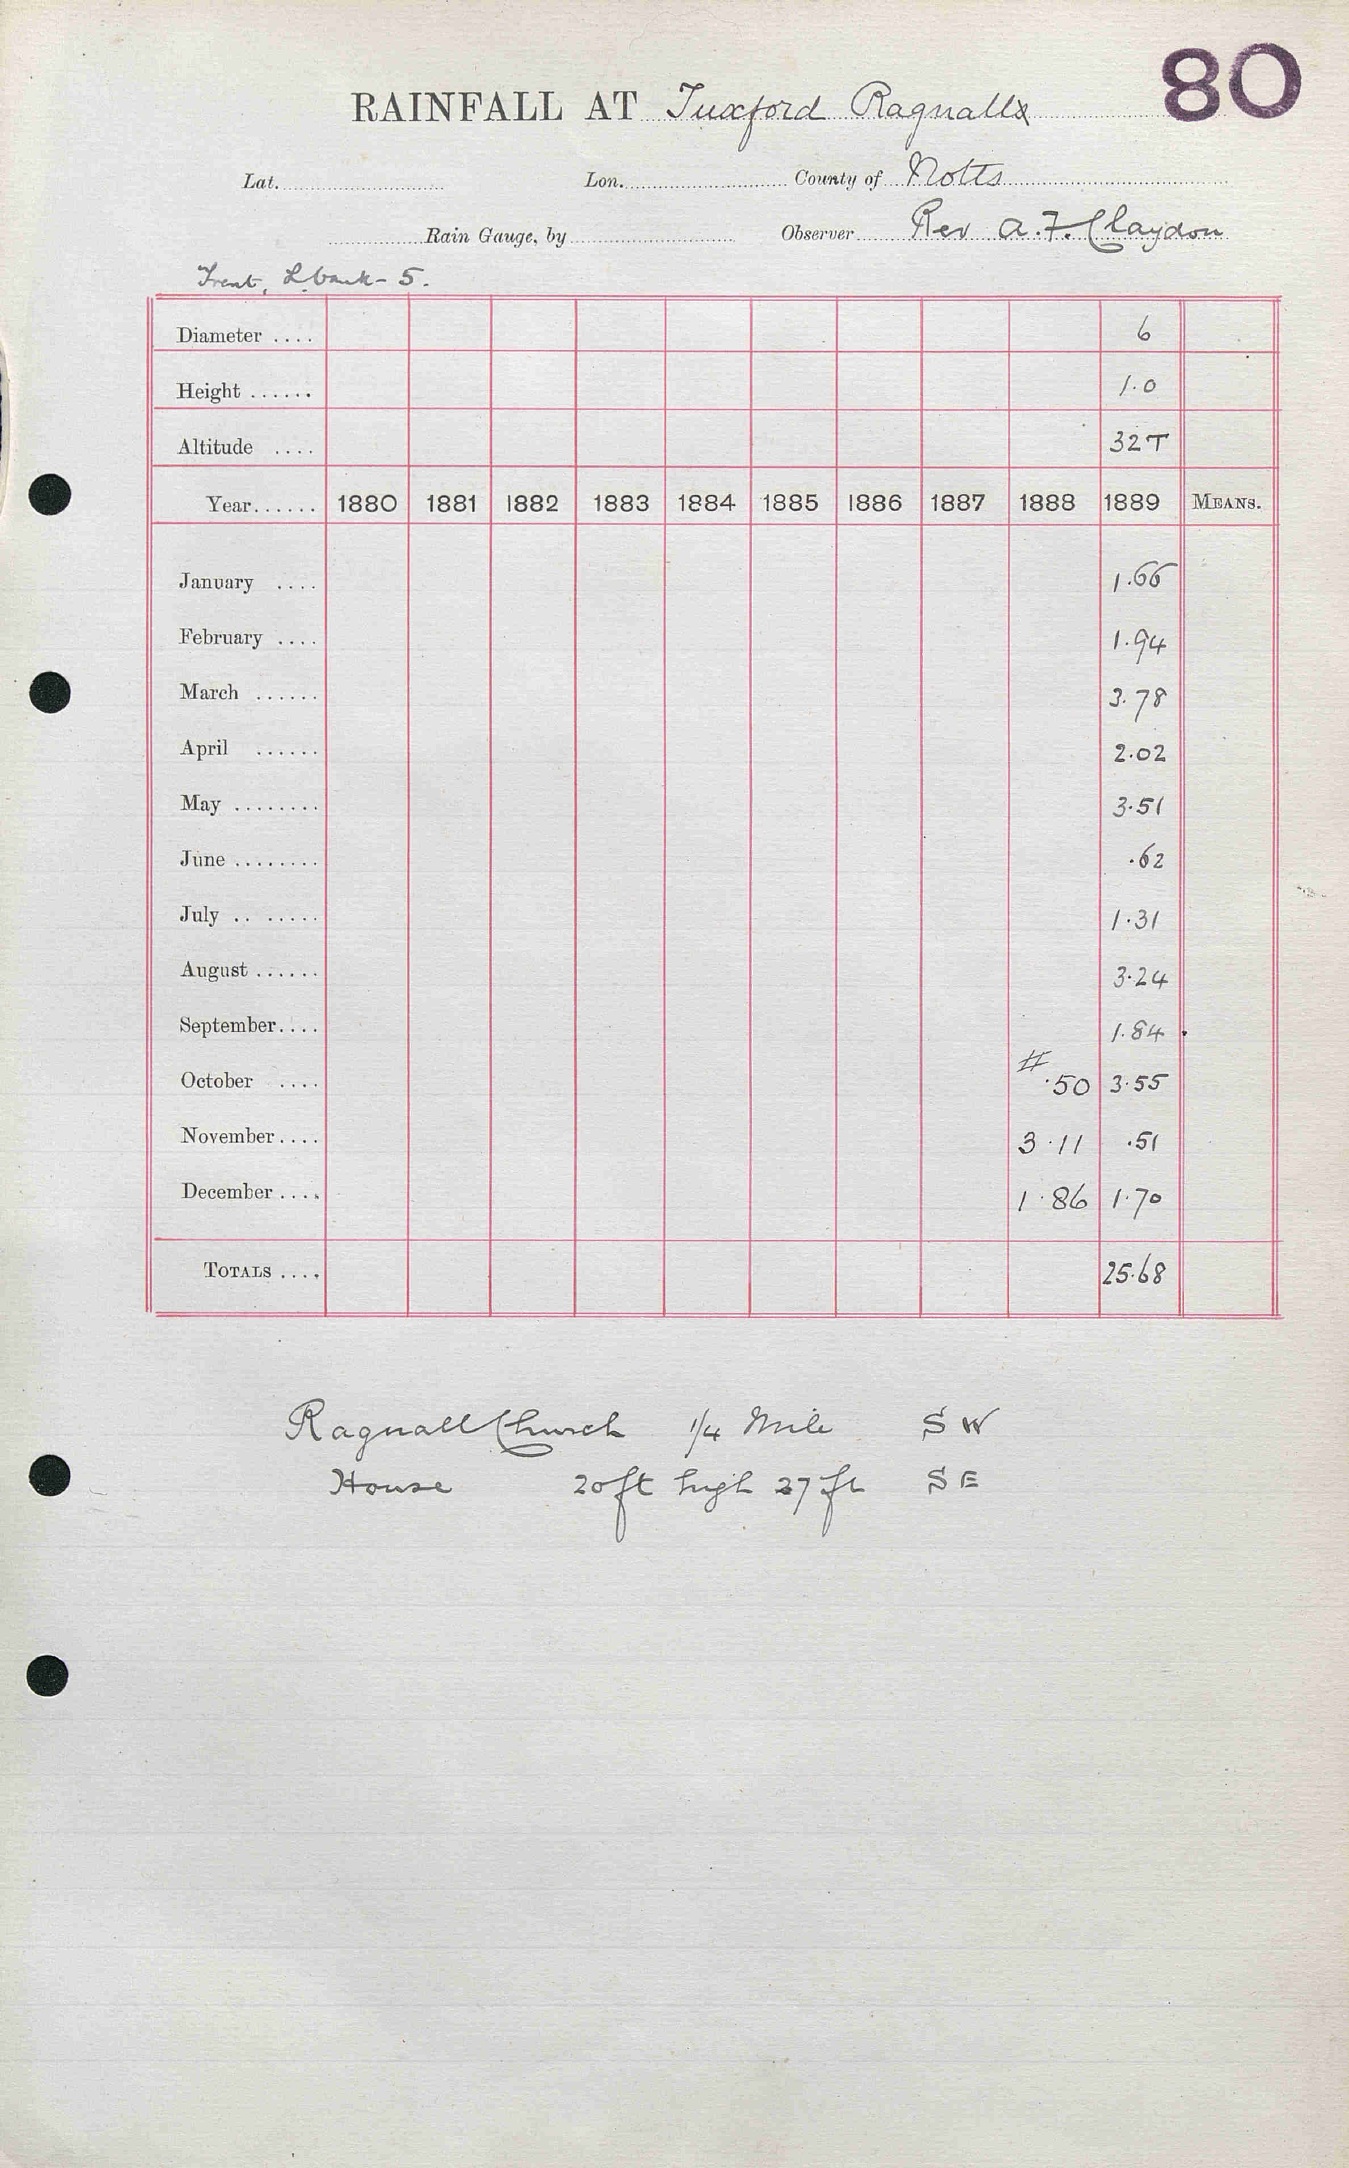 80
RAINFALL AT Tuxford Ragnall
Lat. Lon. County of Notts
Rain Gauge, by Observer Rev A. F. Claydon
Trent, L. bank - 5.
Diameter .... 6
Height ...... 1.0
Altitude .... 32T
Year...... 1880 1881 1882 1883 1884 1885 1886 1887 1888 1889 MEANS.
January .... 1.66
February .... 1.94
March ...... 3.78
April ...... 2.02
May ........ 3.51
June ........ .62
July .. ..... 1.31
August ...... 3.24
September.... 1.84
October .... # .50 3.55
November.... 3.11 .51
December .... 1.86 1.70
TOTALS .... 25.68
Ragnall Church 1/4 Mile S W
House 20 ft high 27 ft S E